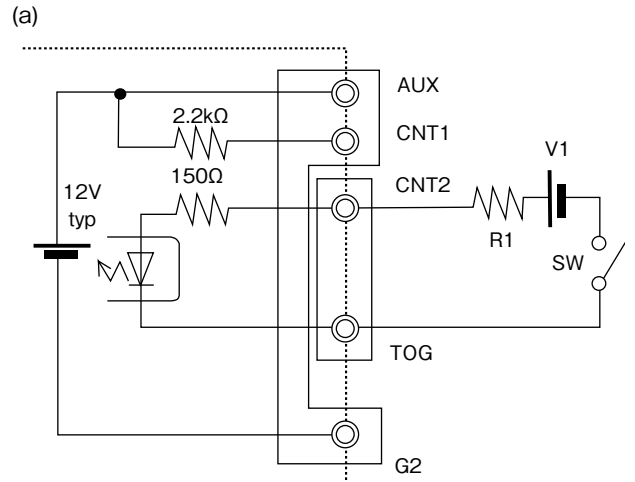 (a)
AUX
2.2kΩ
CNT1
V1
150Ω
CNT2
12V
typ
R1
SW
TOG
G2